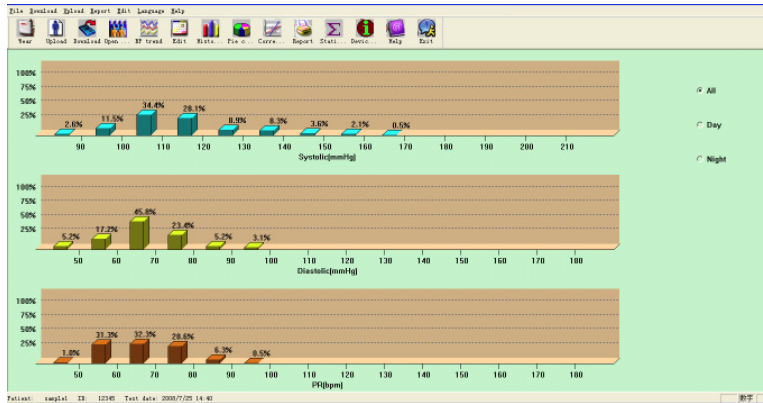 File Download Upload Report Edit Language Help
Wear Upload Download Open ... BP trend Edit Histo... Pie c... Corre... Report Stati... Devic... Help Exit
100%
75%
50%
25%
2.6% 11.5% 34.4% 28.1% 8.9% 8.3% 3.6% 2.1% 0.5%
90 100 110 120 130 140 150 160 170 180 190 200 210
Systolic(mmHg)
All
Day
Night
100%
75%
50%
25%
5.2% 17.2% 45.8% 23.4% 5.2% 3.1%
50 60 70 80 90 100 110 120 130 140 150 160 170 180
Diastolic(mmHg)
100%
75%
50%
25%
1.0% 31.3% 32.3% 28.6% 6.3% 0.5%
50 60 70 80 90 100 110 120 130 140 150 160 170 180
PR(bpm)
Patient: sample1 ID: 12345 Test date: 2008/7/25 14:40 数字